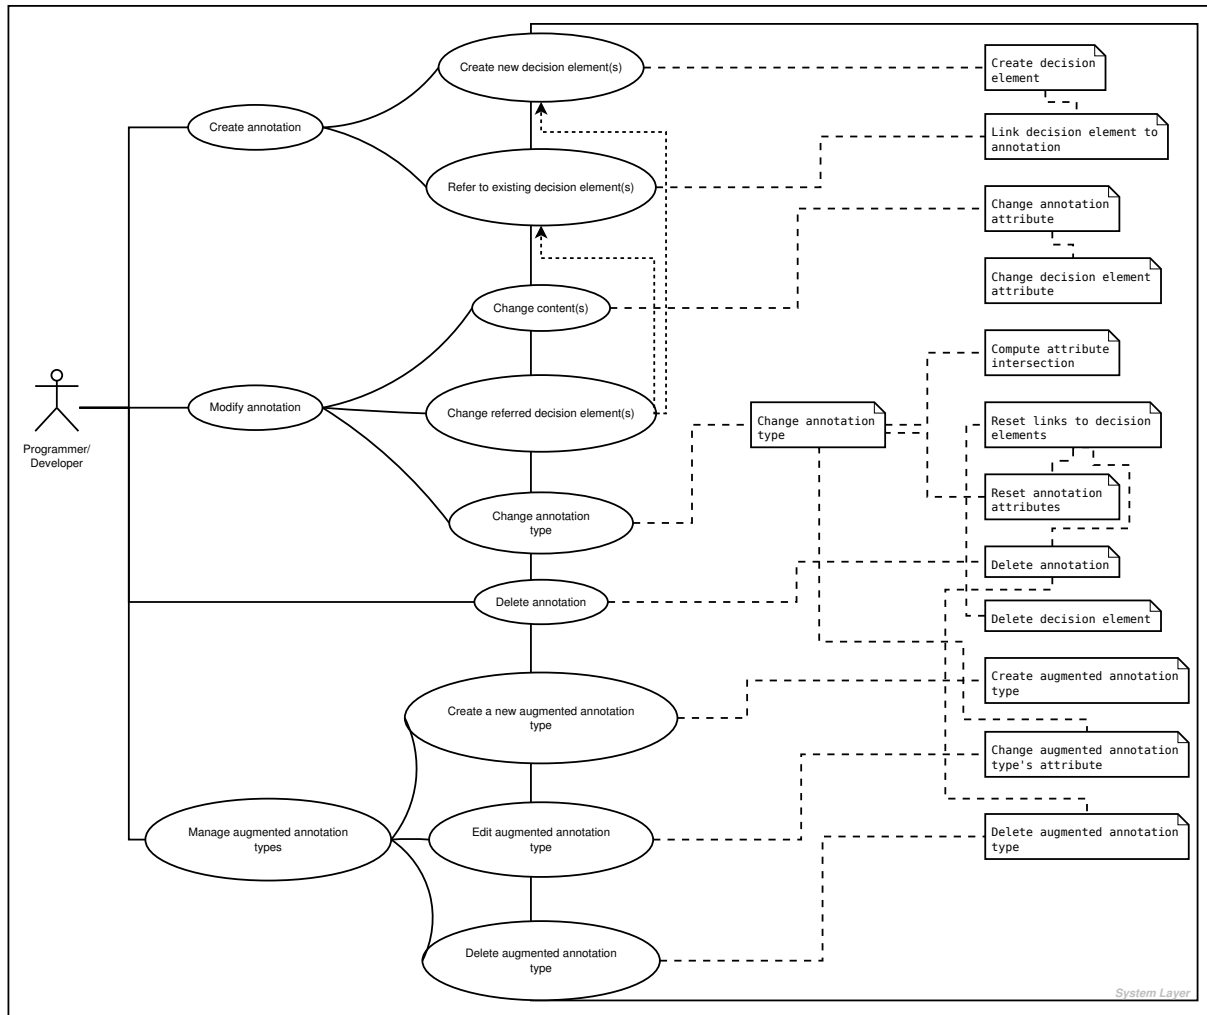 Create new decision element(s)
Create decision
element
Create annotation
Link decision element to
annotation
Refer to existing decision element(s)
Change annotation
attribute
Change decision element
attribute
Change content(s)
Compute attribute
intersection
Programmer/
Developer
Modify annotation
Change referred decision element(s)
Change annotation
type
Reset links to decision
elements
Reset annotation
attributes
Change annotation
type
Delete annotation
Delete annotation
Delete decision element
Create augmented annotation
type
Create a new augmented annotation
type
Change augmented annotation
type's attribute
Manage augmented annotation
types
Edit augmented annotation
type
Delete augmented annotation
type
Delete augmented annotation
type
System Layer